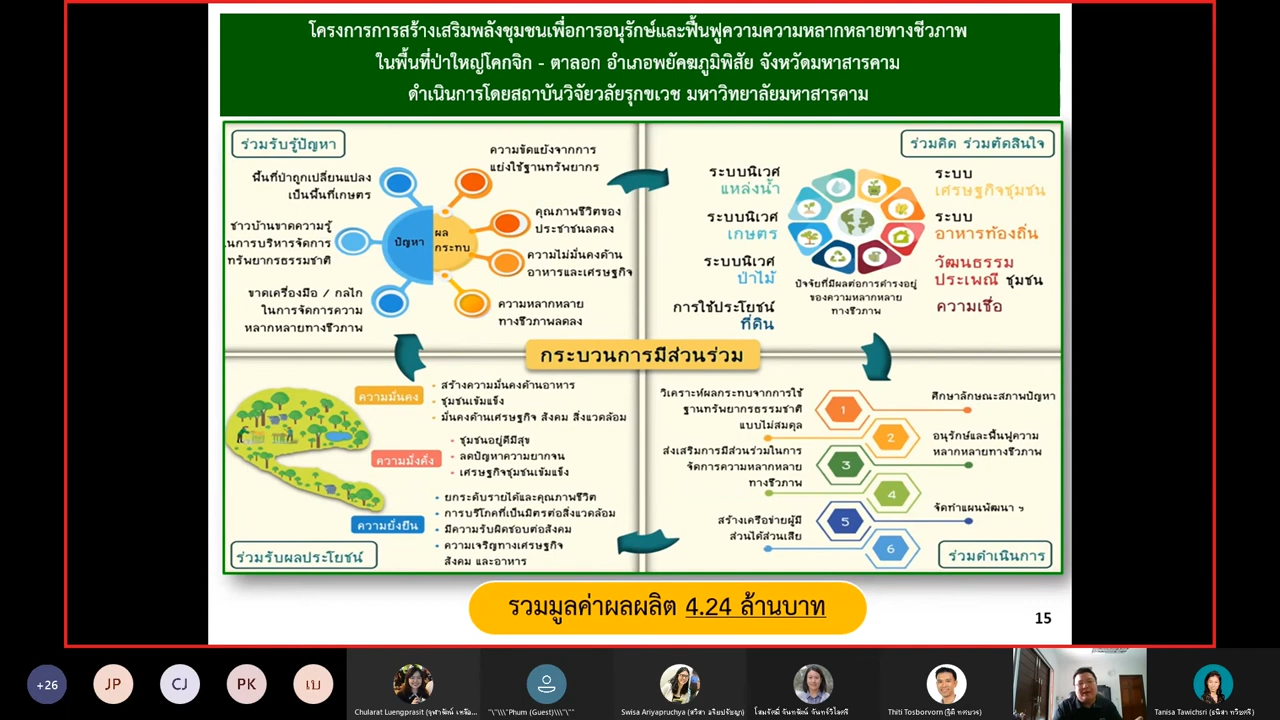 โครงการการสร้างเสริมพลังชุมชนเพื่อการอนุรักษ์และฟื้นฟูความความหลากหลายทางชีวภาพ
ในพื้นที่ป่าใหญ่โคกจิก - ตาลอก อำเภอพยัคฆภูมิพิสัย จังหวัดมหาสารคาม
ดำเนินการโดยสถาบันวิจัยวลัยรุกขเวช มหาวิทยาลัยมหาสารคาม
ร่วมรับรู้ปัญหา
พื้นที่ป่าถูกเปลี่ยนแปลง
เป็นพื้นที่เกษตร
ชาวบ้านขาดความรู้
นการบริหารจัดการ
ทรัพยากรธรรมชาติ
ขาดเครื่องมือ / กลไก
ในการจัดการความ
หลากหลายทางชีวภาพ
ปัญหา
ผล
กระทบ
ความขัดแย้งจากการ
แย่งใช้ฐานทรัพยากร
คุณภาพชีวิตของ
ประชาชนลดลง
ความไม่มั่นคงด้าน
อาหารและเศรษฐกิจ
ความหลากหลาย
ทางชีวภาพลดลง
ร่วมคิด ร่วมตัดสินใจ
ระบบนิเวศ
แหล่งน้ำ
ระบบนิเวศ
เกษตร
ระบบนิเวศ
ป่าไม้
การใช้ประโยชน์
ที่ดิน
ปัจจัยที่มีผลต่อการดำรงอยู่
ของความหลากหลาย
ทางชีวภาพ
ระบบ
เศรษฐกิจชุมชน
ระบบ
อาหารท้องถิ่น
วัฒนธรรม
ประเพณี ชุมชน
ความเชื่อ
กระบวนการมีส่วนร่วม
ความมั่นคง
• สร้างความมั่นคงด้านอาหาร
• ชุมชนเข้มแข็ง
• มั่นคงด้านเศรษฐกิจ สังคม สิ่งแวดล้อม
ความมั่งคั่ง
• ชุมชนอยู่ดีมีสุข
• ลดปัญหาความยากจน
• เศรษฐกิจชุมชนเข้มแข็ง
ความยั่งยืน
• ยกระดับรายได้และคุณภาพชีวิต
• การบริโภคที่เป็นมิตรต่อสิ่งแวดล้อม
• มีความรับผิดชอบต่อสังคม
• ความเจริญทางเศรษฐกิจ
สังคม และอาหาร
ร่วมรับผลประโยชน์
วิเคราะห์ผลกระทบจากการใช้
ฐานทรัพยากรธรรมชาติ
แบบไม่สมดุล
ส่งเสริมการมีส่วนร่วมในการ
จัดการความหลากหลาย
ทางชีวภาพ
สร้างเครือข่ายผู้มี
ส่วนได้ส่วนเสีย
1
2
3
4
5
6
ศึกษาลักษณะสภาพปัญหา
อนุรักษ์และฟื้นฟูความ
หลากหลายทางชีวภาพ
จัดทำแผนพัฒนา ฯ
ร่วมดำเนินการ
รวมมูลค่าผลผลิต 4.24 ล้านบาท
15
+26
JP
CJ
PK
เบ
Chularat Luengprasit
"\"\\\"Phum (Guest)\\\"\""
Swisa Ariyapruchya (สวิสา อริยปรัชญา)
Thiti Tosborvorn (ธิติ ทศบวร)
Tanisa Tawichsri (ธนิสา ทวิชศรี)